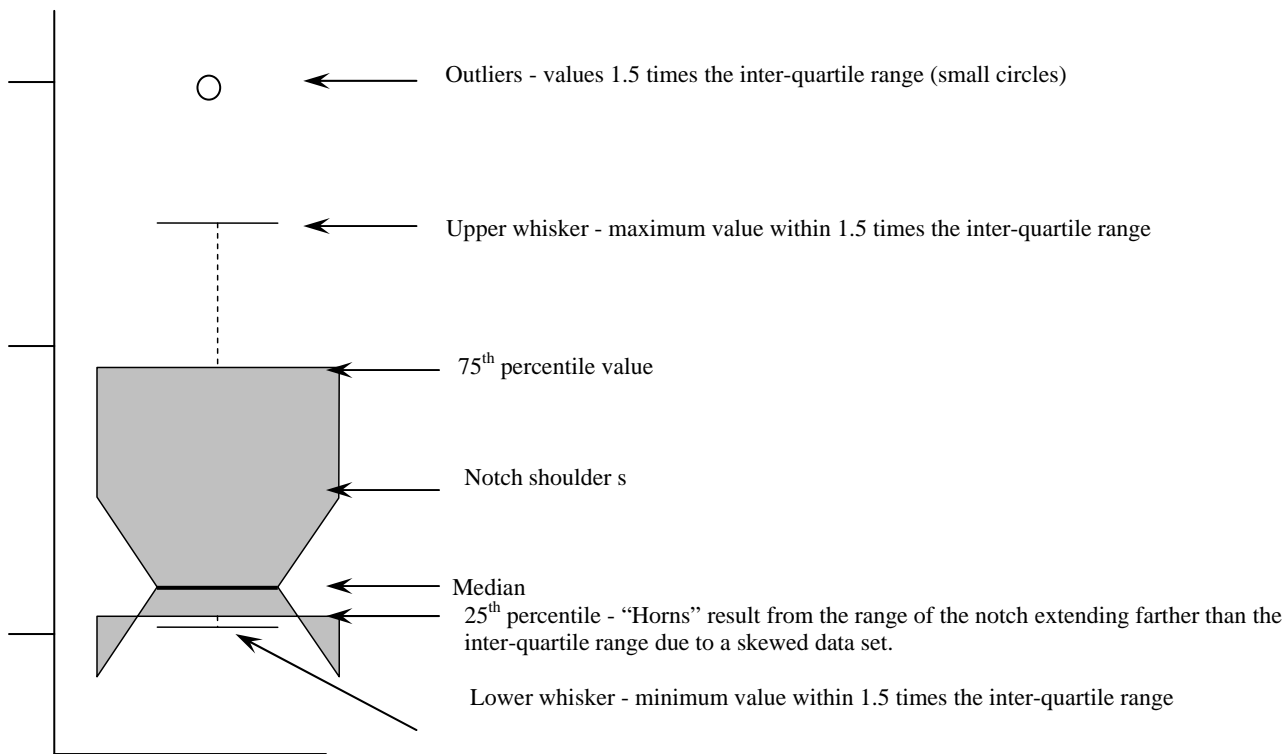 Outliers - values 1.5 times the inter-quartile range (small circles)
Upper whisker - maximum value within 1.5 times the inter-quartile range
75th percentile value
Notch shoulder s
Median
25th percentile - “Horns” result from the range of the notch extending farther than the
inter-quartile range due to a skewed data set.
Lower whisker - minimum value within 1.5 times the inter-quartile range